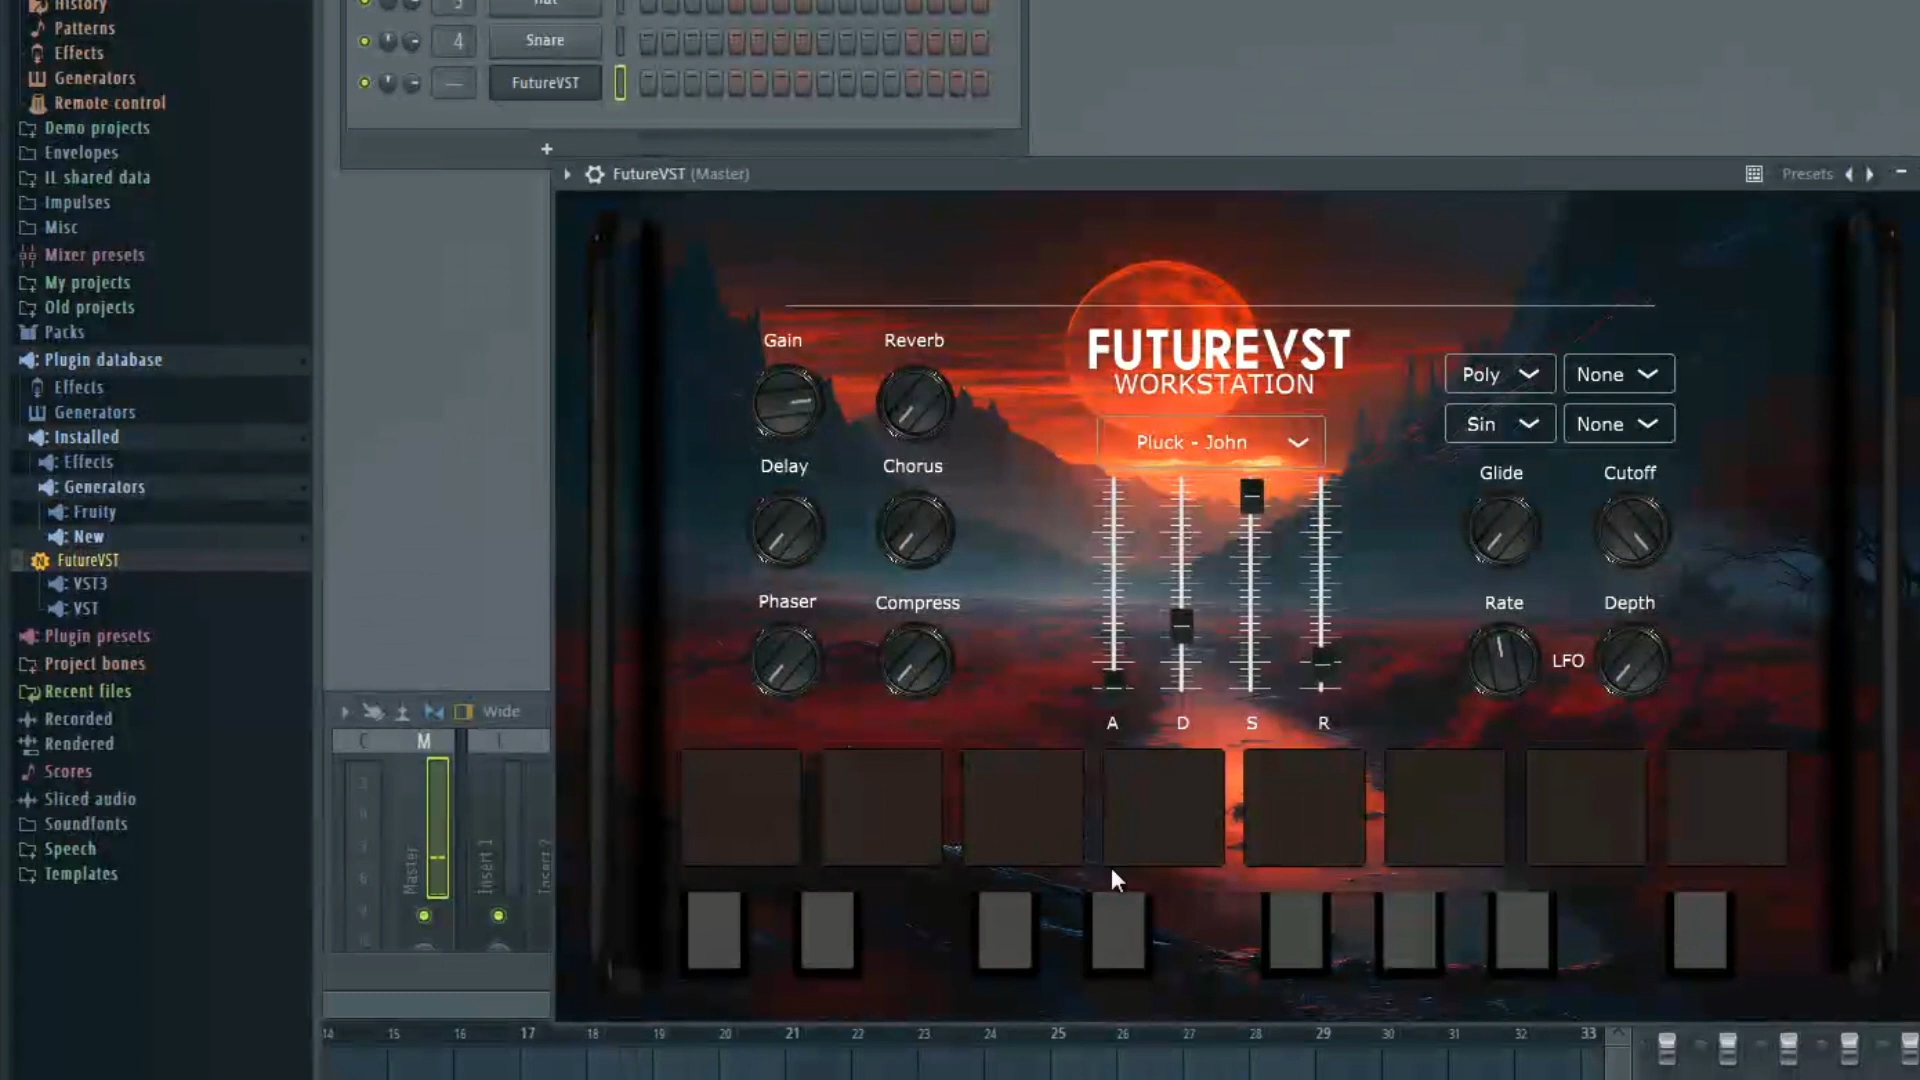 History
Patterns
Effects
Generators
Remote control
Demo projects
Envelopes
IL shared data
Impulses
Misc
Mixer presets
My projects
Old projects
Packs
Plugin database
Effects
Generators
Installed
Effects
Generators
Fruity
New
FutureVST
VST3
VST
Plugin presets
Project bones
Recent files
Recorded
Rendered
Scores
Sliced audio
Soundfonts
Speech
Templates
4 Snare
— FutureVST
+
FutureVST (Master)
Presets
FUTUREVST
WORKSTATION
Gain Reverb
Delay Chorus
Phaser Compress
Pluck - John
A D S R
Poly None
Sin None
Glide Cutoff
Rate Depth
LFO
Wide
C M
Master
Insert 1
Insert 2
14 15 16 17 18 19 20 21 22 23 24 25 26 27 28 29 30 31 32 33